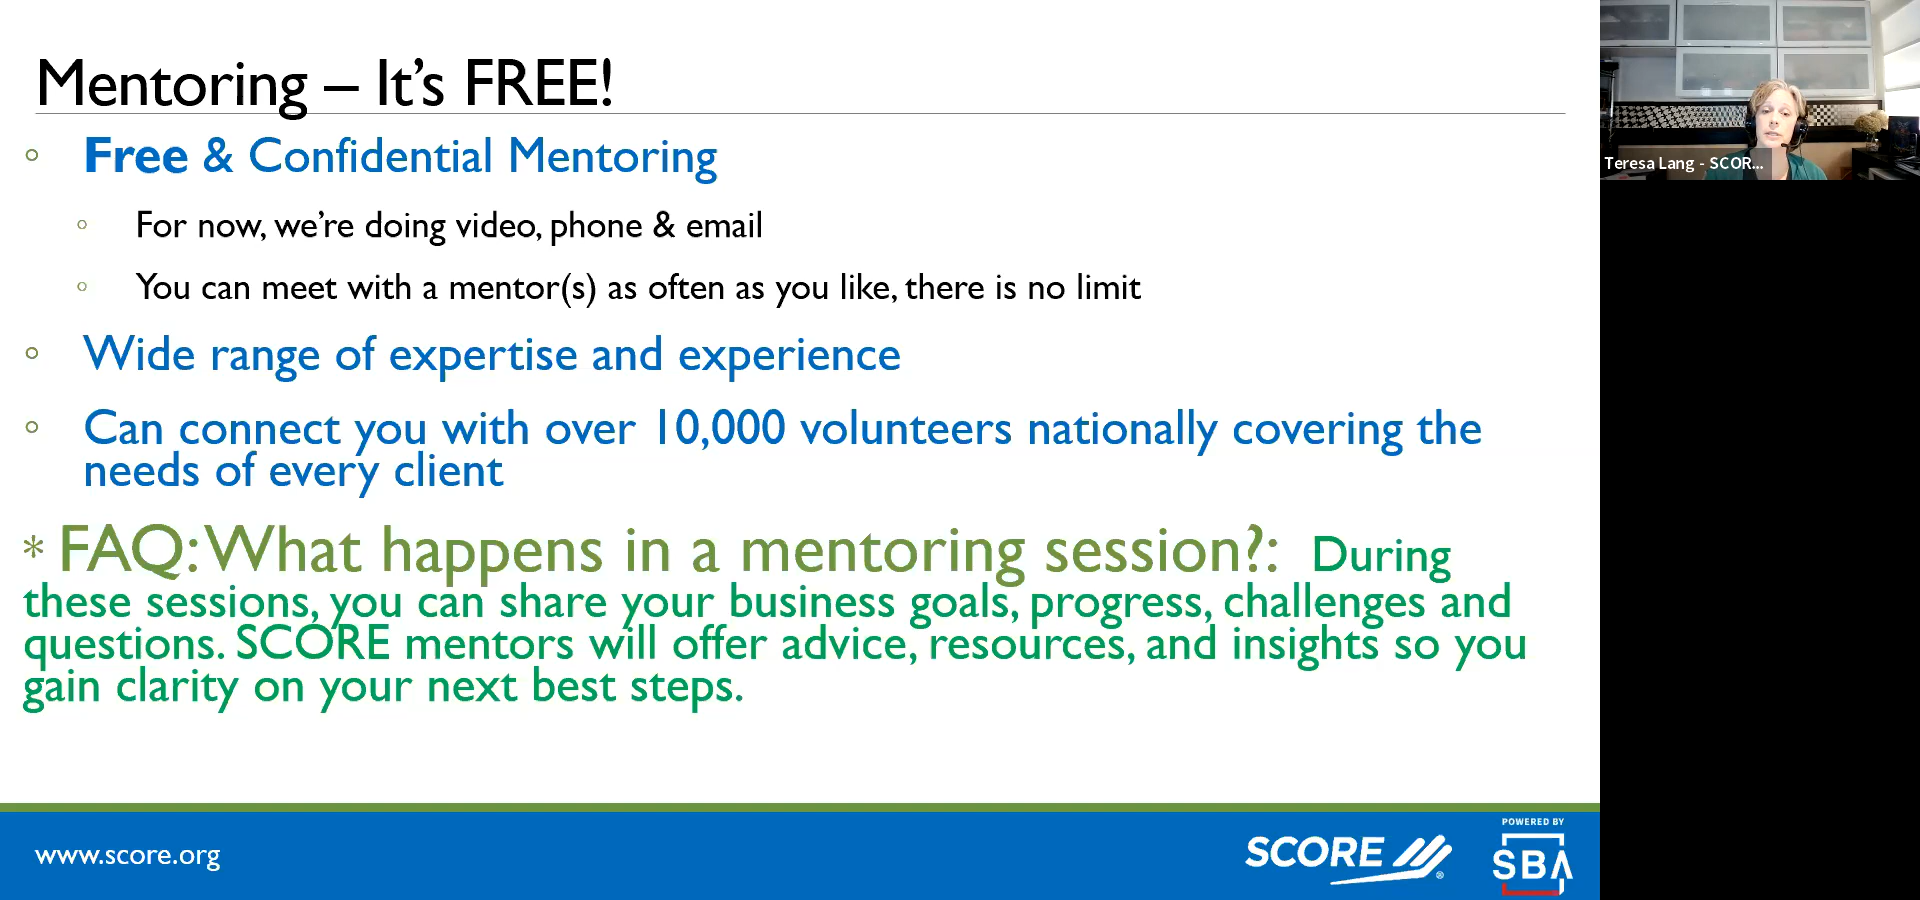 Mentoring – It’s FREE!
Free & Confidential Mentoring
For now, we’re doing video, phone & email
You can meet with a mentor(s) as often as you like, there is no limit
Wide range of expertise and experience
Can connect you with over 10,000 volunteers nationally covering the
needs of every client
* FAQ: What happens in a mentoring session?: During
these sessions, you can share your business goals, progress, challenges and
questions. SCORE mentors will offer advice, resources, and insights so you
gain clarity on your next best steps.
www.score.org
SCORE
®
POWERED BY
SBA
Teresa Lang - SCOR...